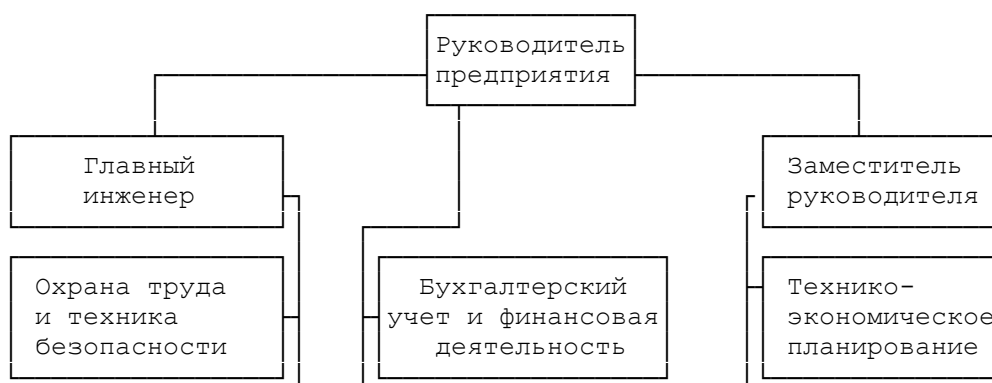 Руководитель
предприятия
Главный
инженер
Заместитель
руководителя
Охрана труда
и техника
безопасности
Бухгалтерский
учет и финансовая
деятельность
Технико-
экономическое
планирование